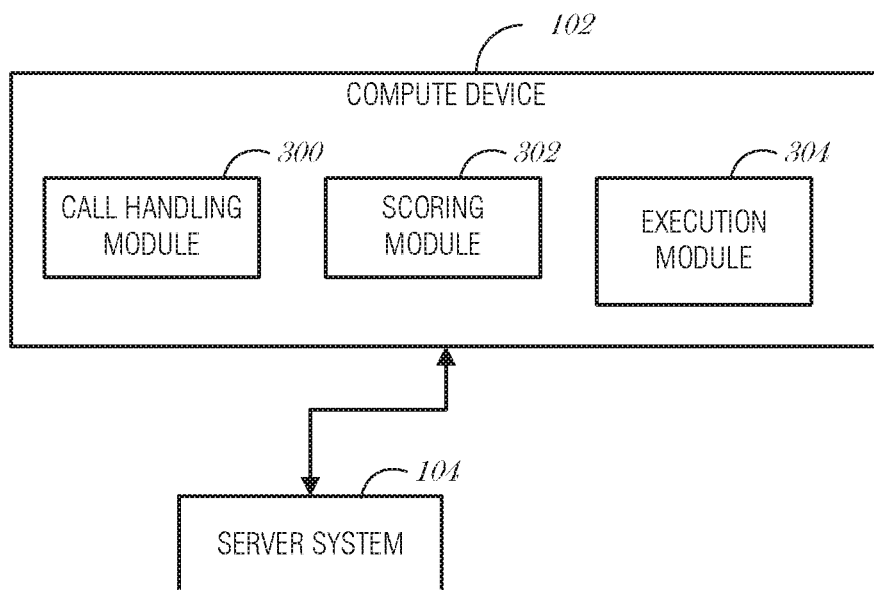 102
COMPUTE DEVICE
300
302
304
CALL HANDLING
MODULE
SCORING
MODULE
EXECUTION
MODULE
104
SERVER SYSTEM